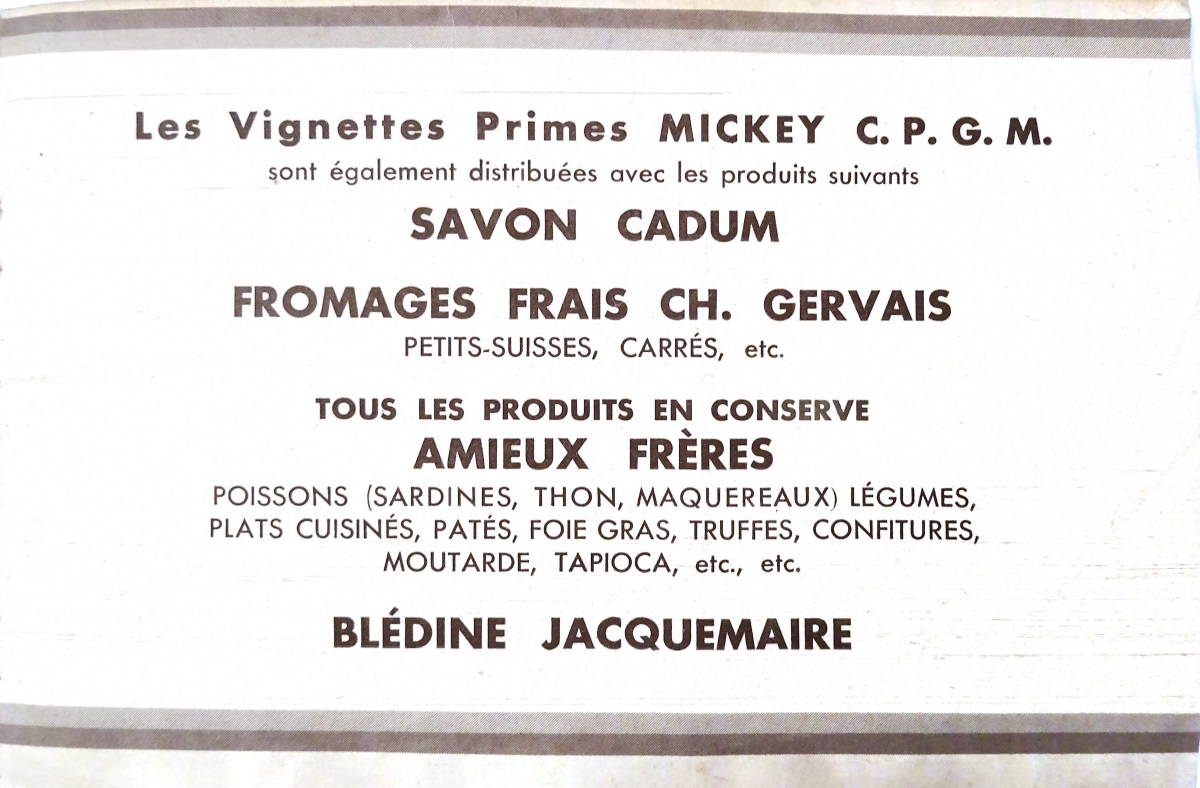 Les Vignettes Primes MICKEY C. P. G. M.
sont également distribuées avec les produits suivants
SAVON CADUM
FROMAGES FRAIS CH. GERVAIS
PETITS-SUISSES, CARRÉS, etc.
TOUS LES PRODUITS EN CONSERVE
AMIEUX FRÈRES
POISSONS (SARDINES, THON, MAQUEREAUX) LÉGUMES,
PLATS CUISINÉS, PATÉS, FOIE GRAS, TRUFFES, CONFITURES,
MOUTARDE, TAPIOCA, etc., etc.
BLÉDINE JACQUEMAIRE